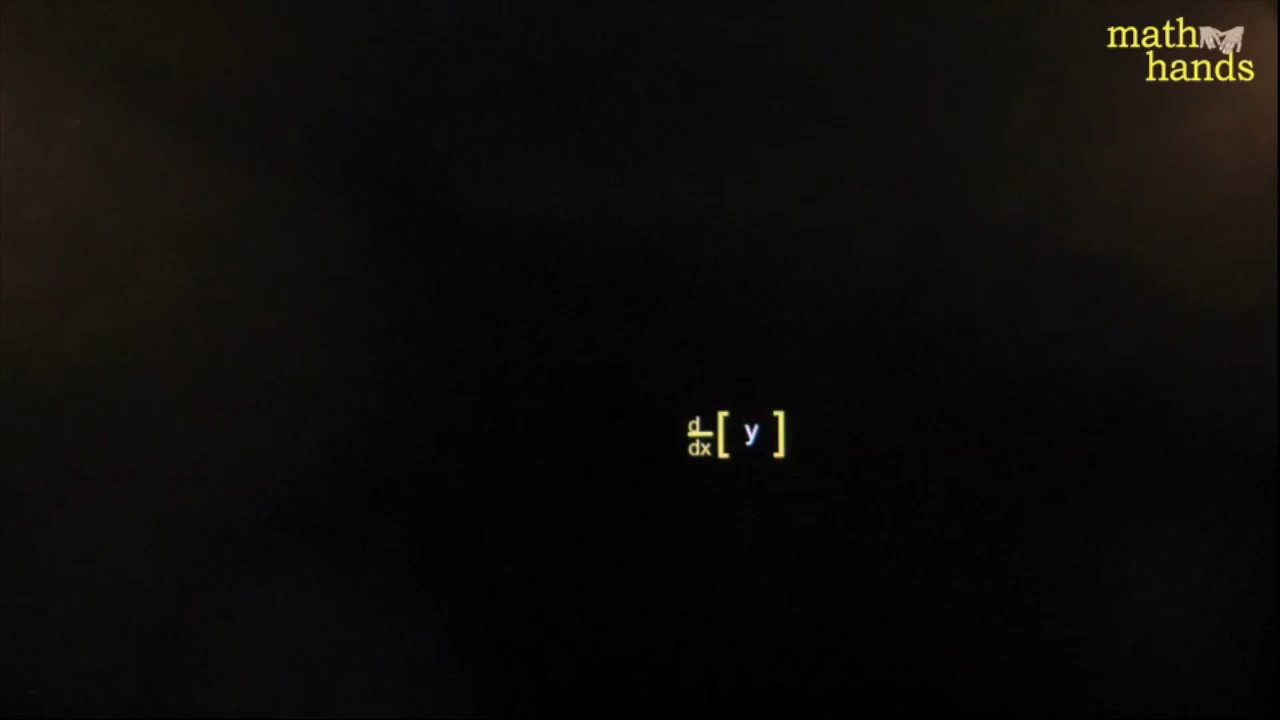 math
hands
d/dx[ y ]